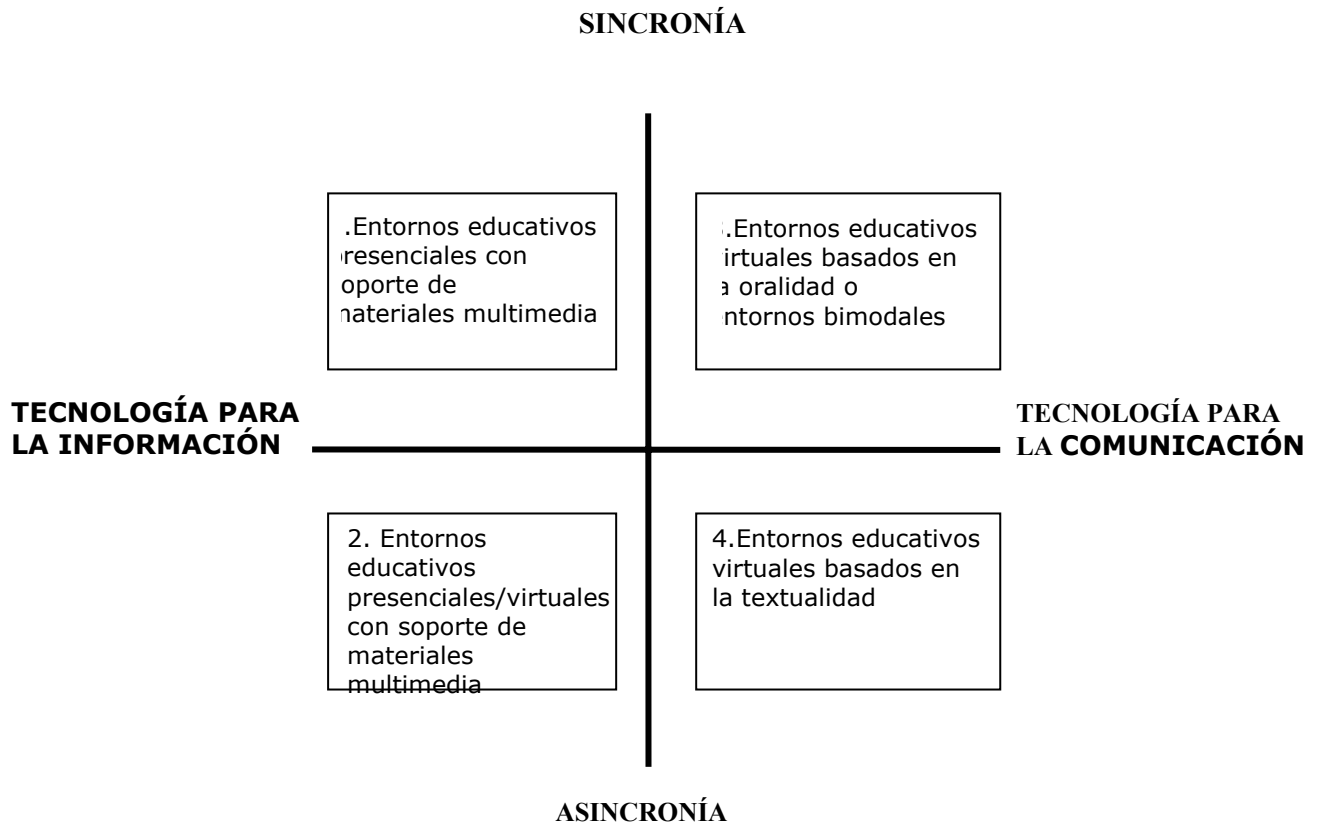 SINCRONÍA
.Entornos educativos
resenciales con
oporte de
ateriales multimedia
.Entornos educativos
irtuales basados en
a oralidad o
ntornos bimodales
TECNOLOGÍA PARA
LA INFORMACIÓN
TECNOLOGÍA PARA
LA COMUNICACIÓN
2. Entornos
educativos
presenciales/virtuales
con soporte de
materiales
multimedia
4.Entornos educativos
virtuales basados en
la textualidad
ASINCRONÍA